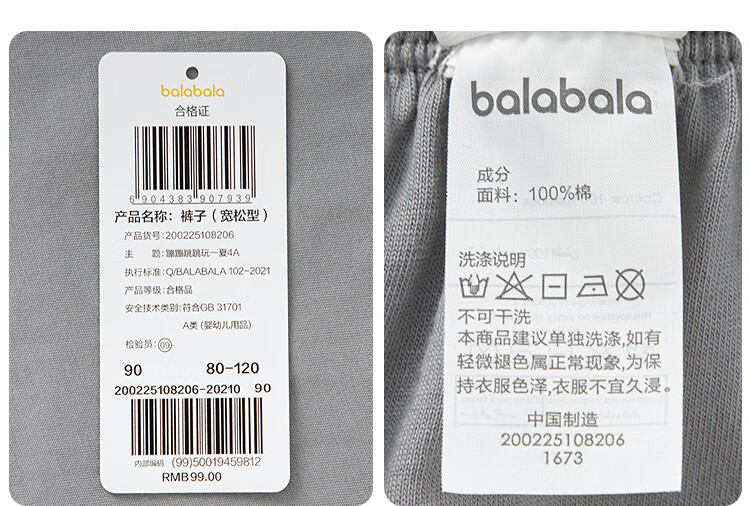 balabala
合格证
6904383907939
产品名称：裤子（宽松型）
产品货号：200225108206
主　题：蹦蹦跳跳玩一夏4A
执行标准：Q/BALABALA 102-2021
产品等级：合格品
安全技术类别：符合GB 31701
A类 (婴幼儿用品)
检验员：09
90 80-120
200225108206-20210 90
内部编码 (99)50019459812
RMB99.00
balabala
成分
面料：100%棉
洗涤说明
不可干洗
本商品建议单独洗涤,如有
轻微褪色属正常现象,为保
持衣服色泽,衣服不宜久浸。
中国制造
200225108206
1673